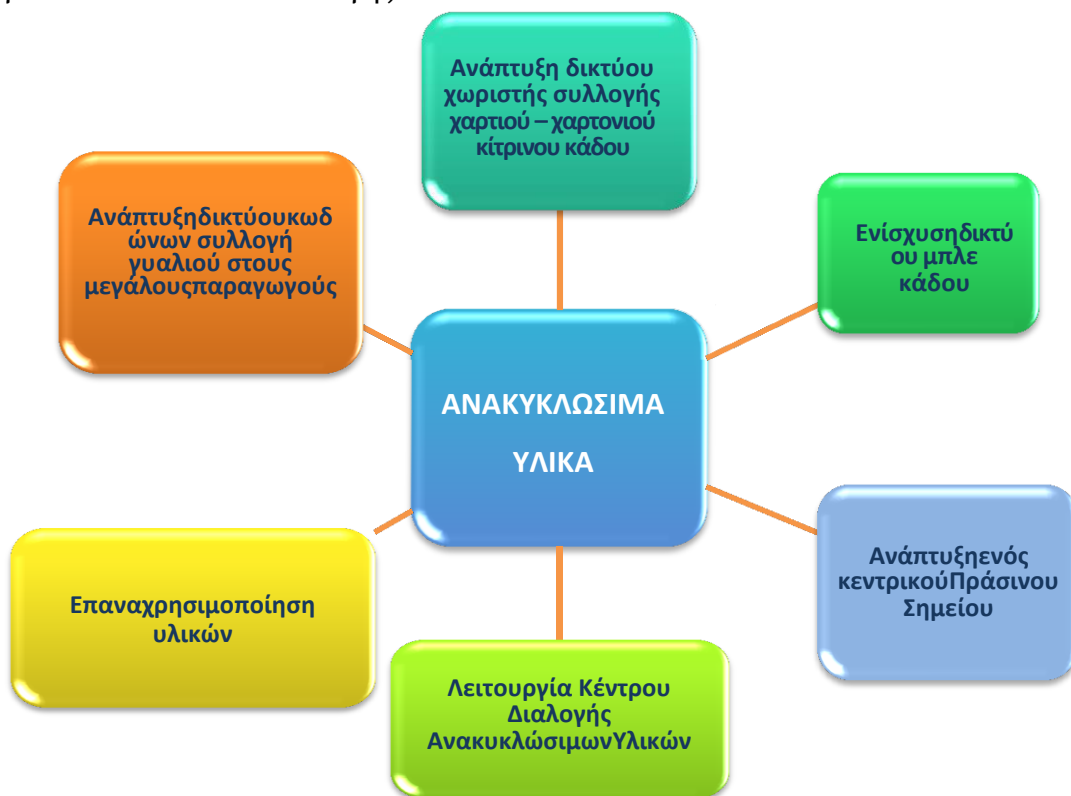 Ανάπτυξη δικτύου
χωριστής συλλογής
χαρτιού – χαρτονιού
κίτρινου κάδου
Ανάπτυξηδικτύουκωδ
ώνων συλλογή
γυαλιού στους
μεγάλουςπαραγωγούς
Ενίσχυσηδικτύ
ου μπλε
κάδου
ΑΝΑΚΥΚΛΩΣΙΜΑ
ΥΛΙΚΑ
Ανάπτυξηενός
κεντρικούΠράσινου
Σημείου
Επαναχρησιμοποίηση
υλικών
Λειτουργία Κέντρου
Διαλογής
ΑνακυκλώσιμωνΥλικών